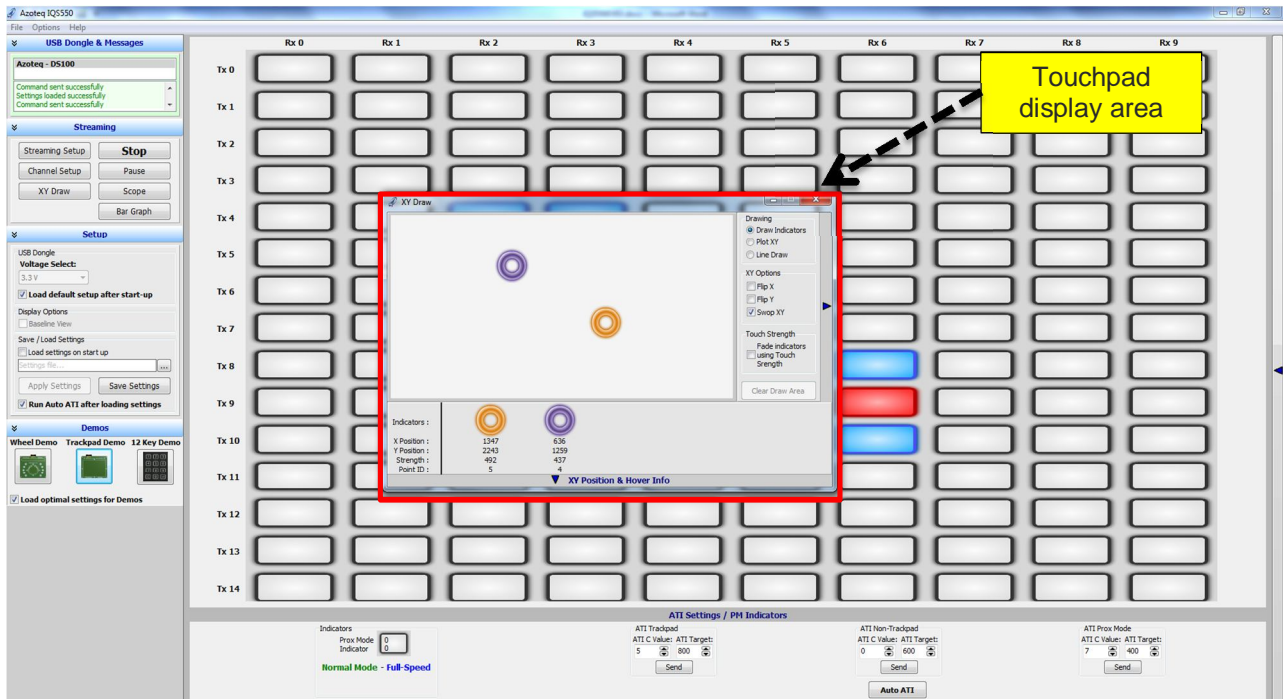 Azoteq IQS550
File Options Help
USB Dongle & Messages
Azoteq - DS100
Command sent successfully
Settings loaded successfully
Command sent successfully
Streaming
Streaming Setup Stop
Channel Setup Pause
XY Draw Scope
Bar Graph
Setup
USB Dongle
Voltage Select:
3.3 V
Load default setup after start-up
Display Options
Baseline View
Save / Load Settings
Load settings on start up
Settings file... ...
Apply Settings Save Settings
Run Auto ATI after loading settings
Demos
Wheel Demo Trackpad Demo 12 Key Demo
Load optimal settings for Demos
Rx 0 Rx 1 Rx 2 Rx 3 Rx 4 Rx 5 Rx 6 Rx 7 Rx 8 Rx 9
Tx 0
Tx 1
Tx 2
Tx 3
Tx 4
Tx 5
Tx 6
Tx 7
Tx 8
Tx 9
Tx 10
Tx 11
Tx 12
Tx 13
Tx 14
Touchpad
display area
XY Draw
Drawing
Draw Indicators
Plot XY
Line Draw
XY Options
Flip X
Flip Y
Swop XY
Touch Strength
Fade indicators
using Touch
Srength
Clear Draw Area
Indicators :
X Position : 1347 636
Y Position : 2243 1259
Strength : 492 437
Point ID : 5 4
XY Position & Hover Info
ATI Settings / PM Indicators
Indicators
Prox Mode 0
Indicator 0
Normal Mode - Full-Speed
ATI Trackpad
ATI C Value: ATI Target:
5 800
Send
ATI Non-Trackpad
ATI C Value: ATI Target:
0 600
Send
Auto ATI
ATI Prox Mode
ATI C Value: ATI Target:
7 400
Send